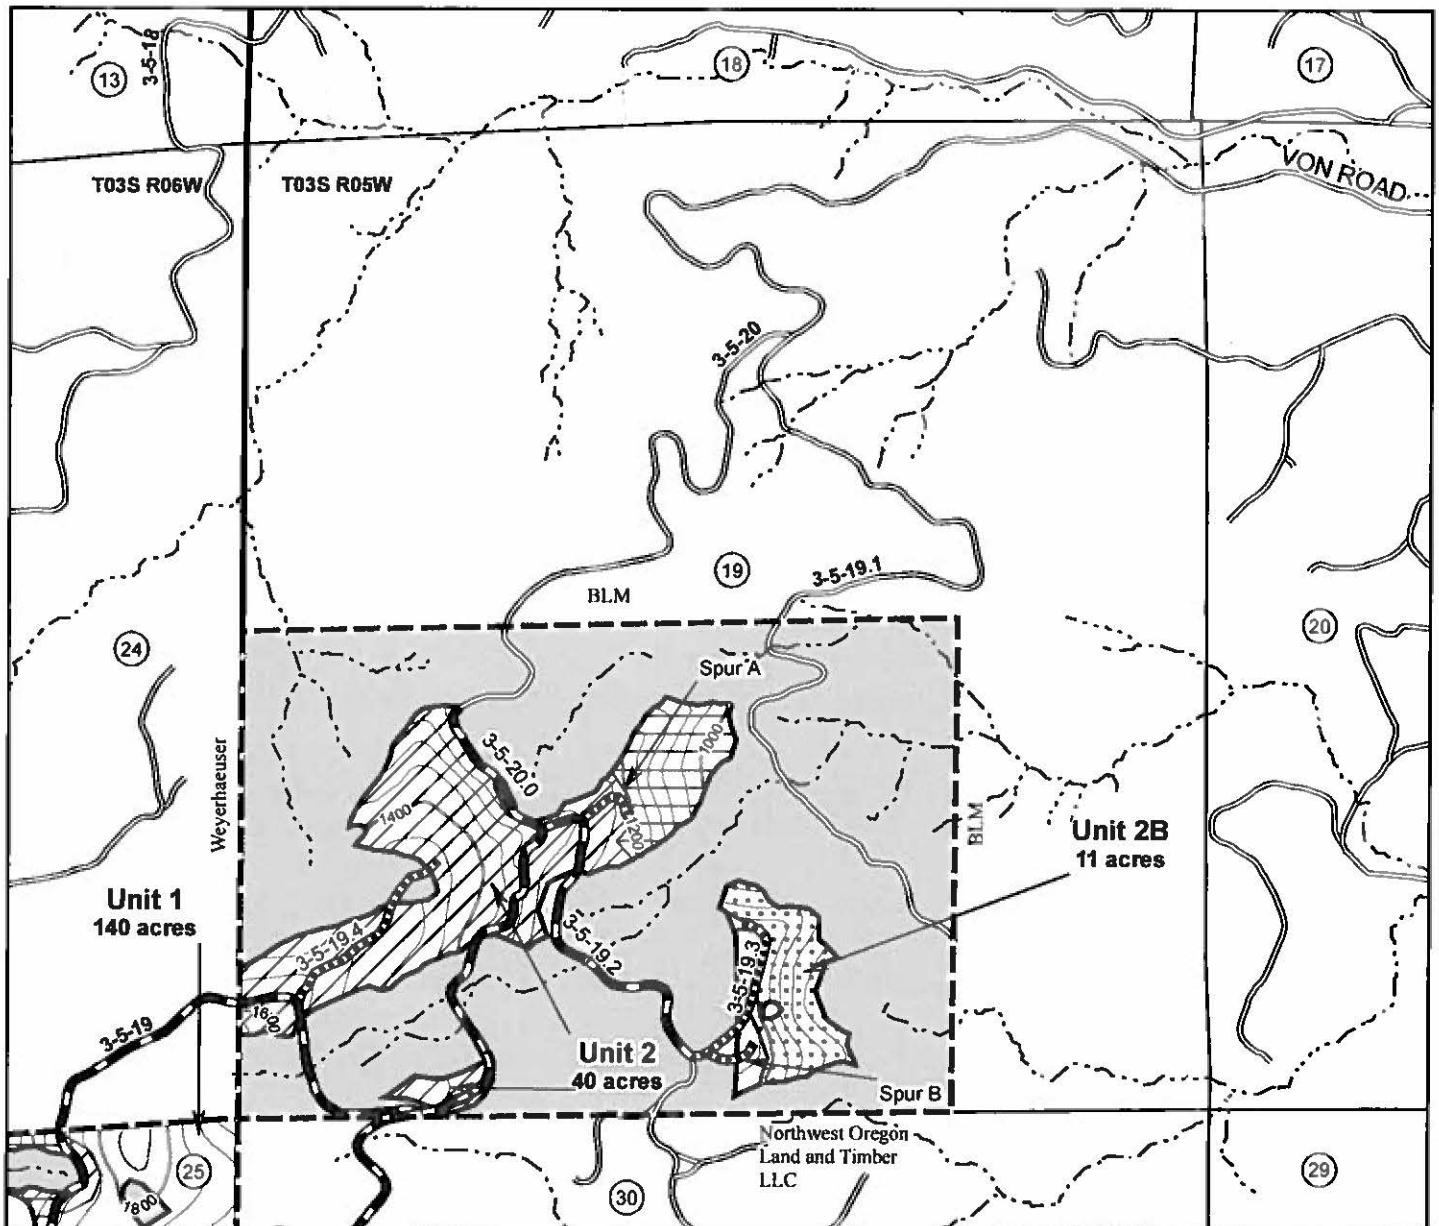 13
3-5-18
18
17
T03S R06W
T03S R05W
VON ROAD
3-5-20
19
3-5-19.1
BLM
24
20
Spur A
1000
3-5-20.0
Weyerhaeuser
1400
1200
BLM
Unit 2B
11 acres
Unit 1
140 acres
3-5-19.4
3-5-19.2
3-5-19.3
1600
3-5-19
Unit 2
40 acres
Spur B
Northwest Oregon
Land and Timber
LLC
25
1800
30
29